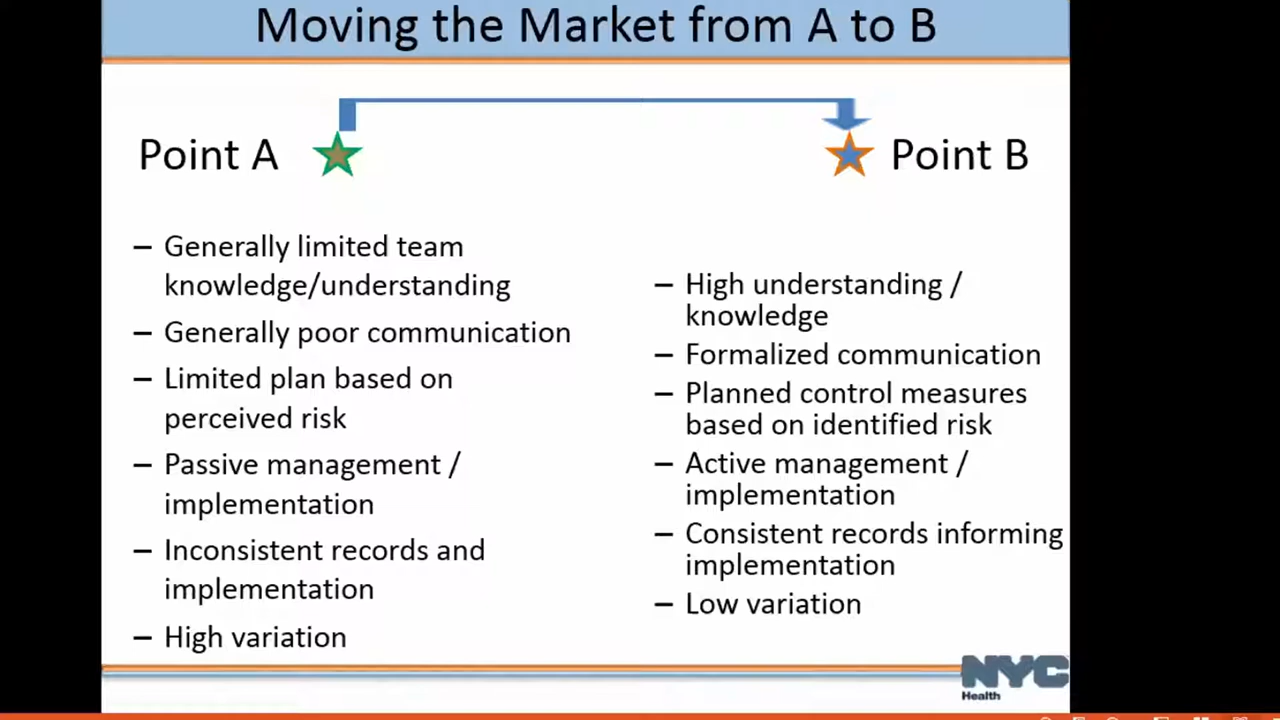 Moving the Market from A to B
Point A
Point B
– Generally limited team
knowledge/understanding
– Generally poor communication
– Limited plan based on
perceived risk
– Passive management /
implementation
– Inconsistent records and
implementation
– High variation
– High understanding /
knowledge
– Formalized communication
– Planned control measures
based on identified risk
– Active management /
implementation
– Consistent records informing
implementation
– Low variation
NYC
Health